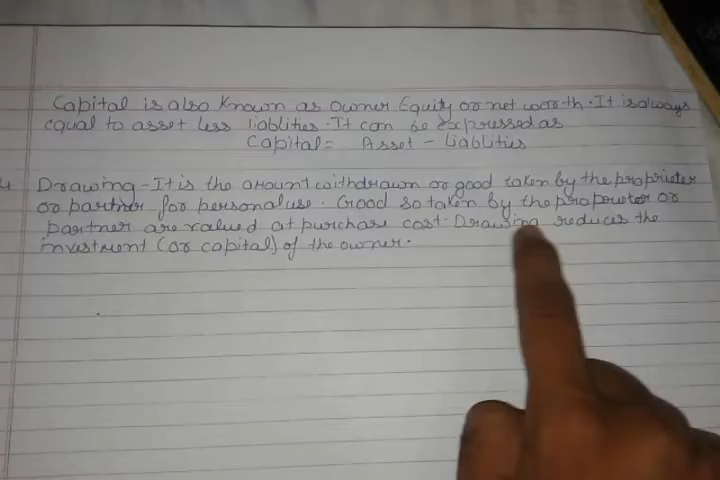 Capital is also known as owner Equity or net worth. It is always
equal to asset less liablities. It can be expressed as
Capital = Asset - Liablities
4. Drawing - It is the amount withdrawn or good taken by the proprieter
or partner for personal use. Good so taken by the proprietor or
partner are valued at purchase cost. Drawing reduces the
investment (or capital) of the owner.